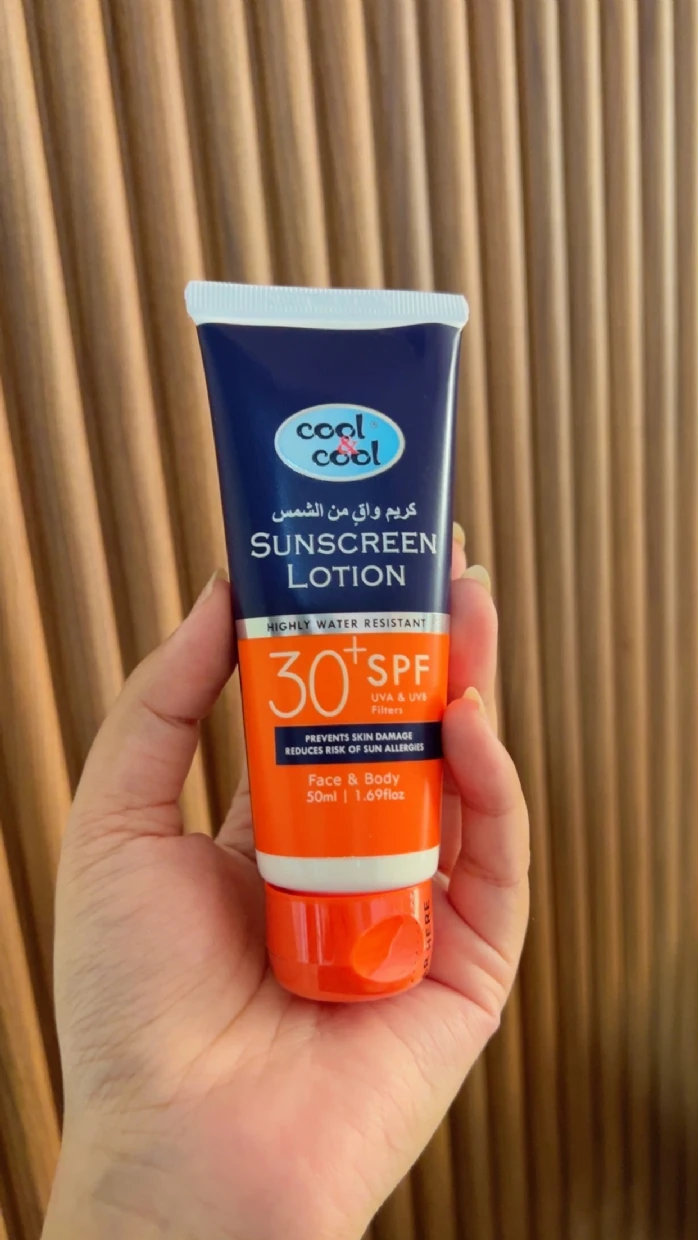 cool
&
cool
كريم واقٍ من الشمس
SUNSCREEN
LOTION
HIGHLY WATER RESISTANT
30+ SPF
UVA & UVB
Filters
PREVENTS SKIN DAMAGE
REDUCES RISK OF SUN ALLERGIES
Face & Body
50ml | 1.69floz
HERE